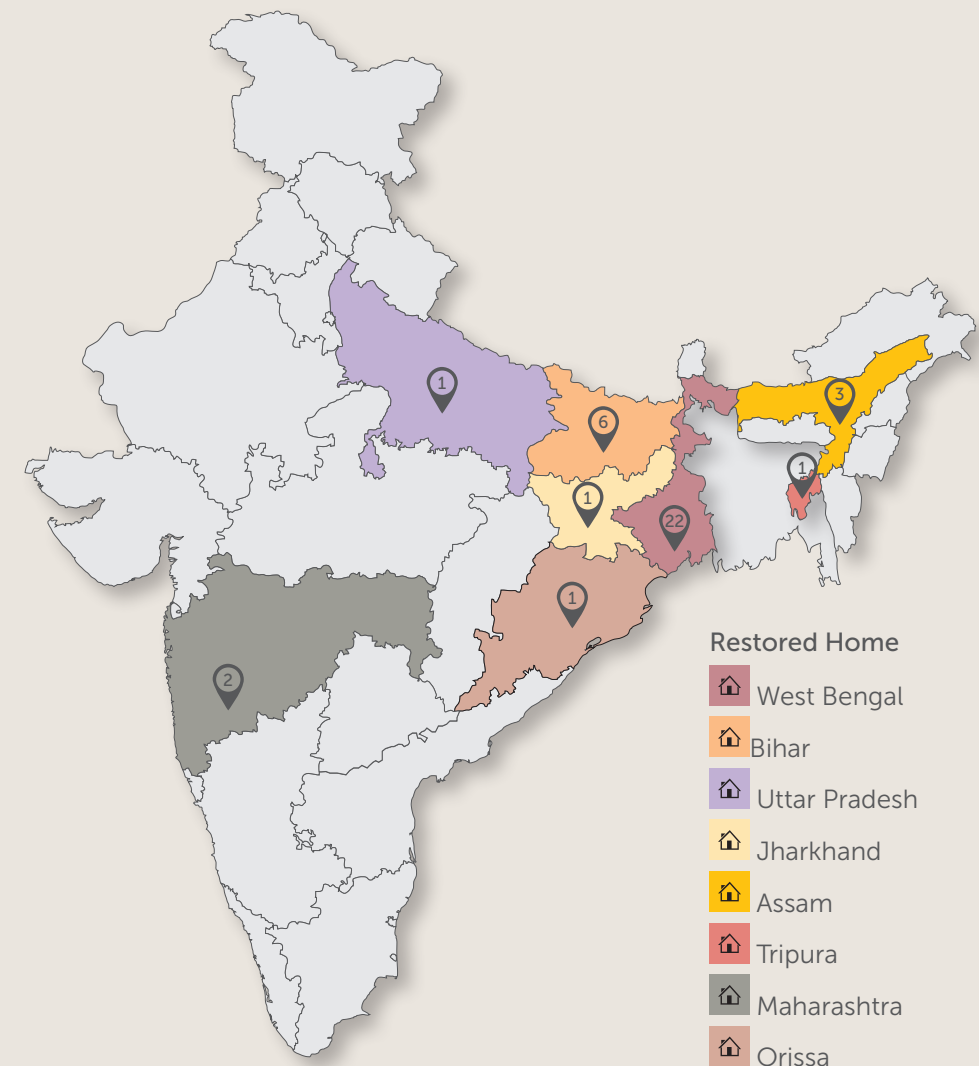 1
6
3
1
1
22
1
2
Restored Home
West Bengal
Bihar
Uttar Pradesh
Jharkhand
Assam
Tripura
Maharashtra
Orissa